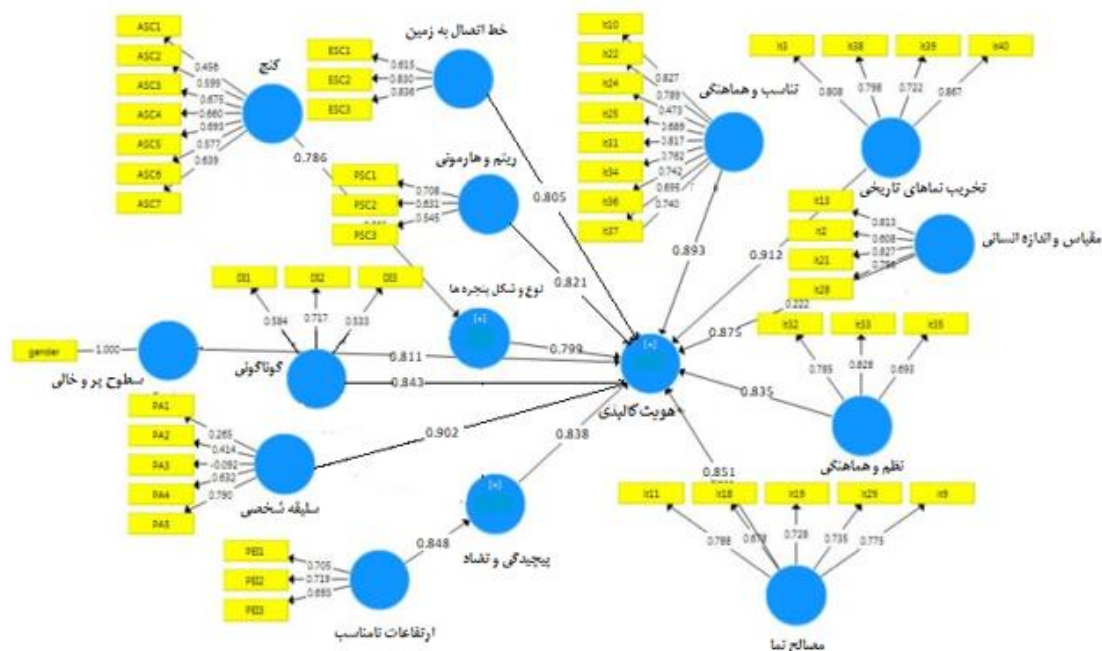 ASC1
ASC2
ASC3
ASC4
ASC5
ASC6
ASC7
0.599
0.675
0.660
0.693
0.577
0.639
کنج
0.786
ESC1
ESC2
ESC3
0.615
0.830
0.836
خط اتصال به زمین
0.805
PSC1
PSC2
PSC3
0.708
0.631
0.545
ریتم و هارمونی
0.821
It10
It22
It24
It25
It31
It34
It36
It37
0.827
0.789
0.473
0.689
0.817
0.762
0.742
0.695
0.740
تناسب و هماهنگی
0.893
It3
It38
It39
It40
0.808
0.798
0.722
0.867
تخریب نماهای تاریخی
0.912
It13
It2
It21
It28
0.813
0.608
0.827
مقیاس و اندازه انسانی
0.222
0.875
DI1
DI2
DI3
0.584
0.717
0.533
گوناگونی
0.843
نوع و شکل پنجره ها
[+]
0.799
gender
1.000
سطوح پر و خالی
0.811
[+]
هویت کالبدی
It32
It33
It35
0.785
0.828
0.693
نظم و هماهنگی
0.835
PA1
PA2
PA3
PA4
PA5
0.265
0.414
-0.092
0.632
0.790
سلیقه شخصی
0.902
[+]
پیچیدگی و تضاد
0.838
PEI1
PEI2
PEI3
0.705
0.719
0.693
ارتفاعات نامناسب
0.848
It11
It18
It19
It29
It9
0.788
0.678
0.728
0.735
0.775
مصالح نما
0.851